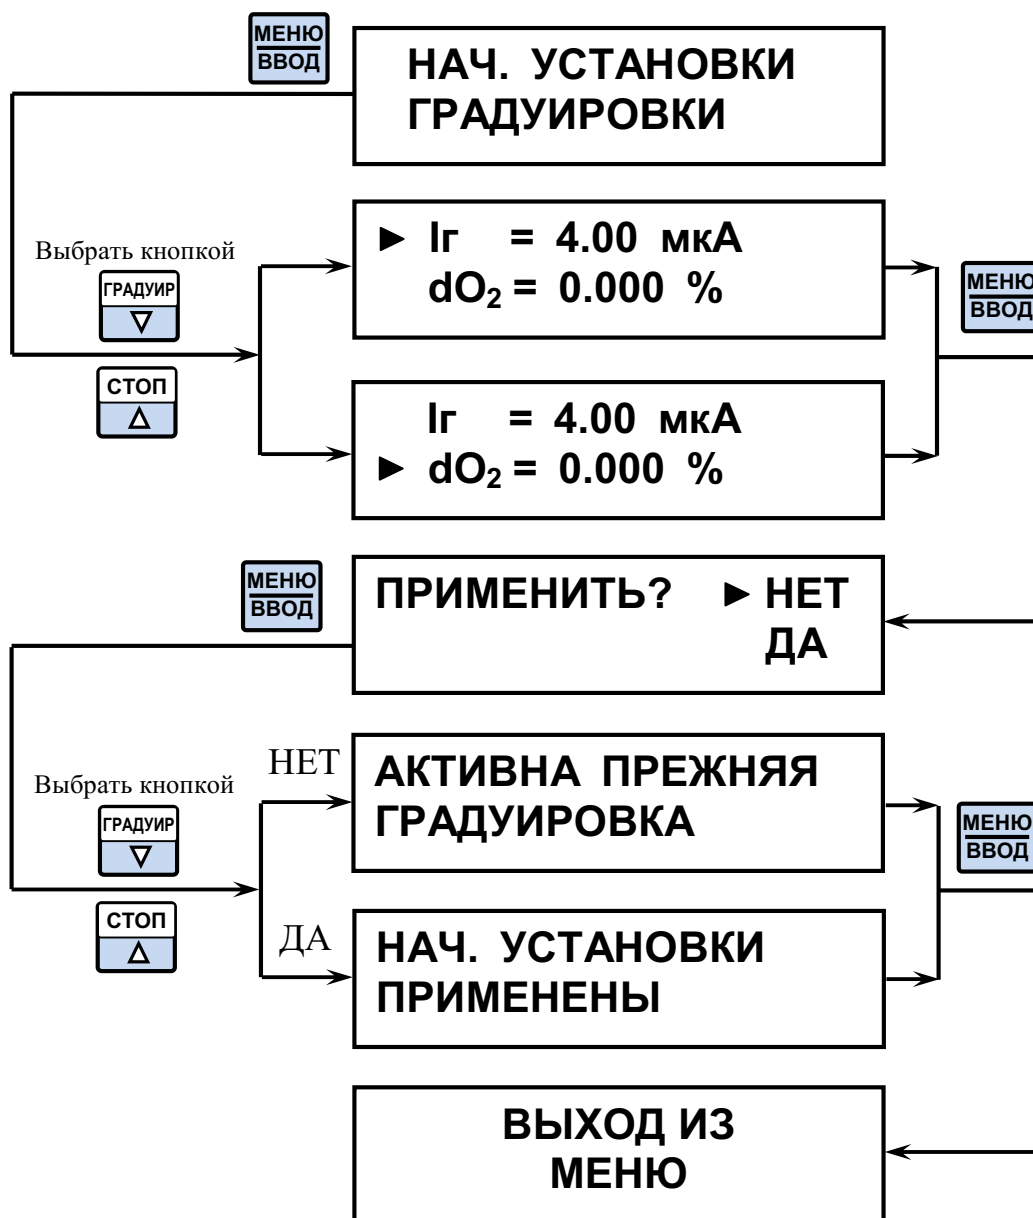 МЕНЮ
ВВОД
НАЧ. УСТАНОВКИ
ГРАДУИРОВКИ
Выбрать кнопкой
ГРАДУИР
СТОП
► Iг = 4.00 мкА
dO₂ = 0.000 %
МЕНЮ
ВВОД
Iг = 4.00 мкА
► dO₂ = 0.000 %
МЕНЮ
ВВОД
ПРИМЕНИТЬ? ► НЕТ
ДА
Выбрать кнопкой
ГРАДУИР
СТОП
НЕТ
АКТИВНА ПРЕЖНЯЯ
ГРАДУИРОВКА
МЕНЮ
ВВОД
ДА
НАЧ. УСТАНОВКИ
ПРИМЕНЕНЫ
ВЫХОД ИЗ
МЕНЮ